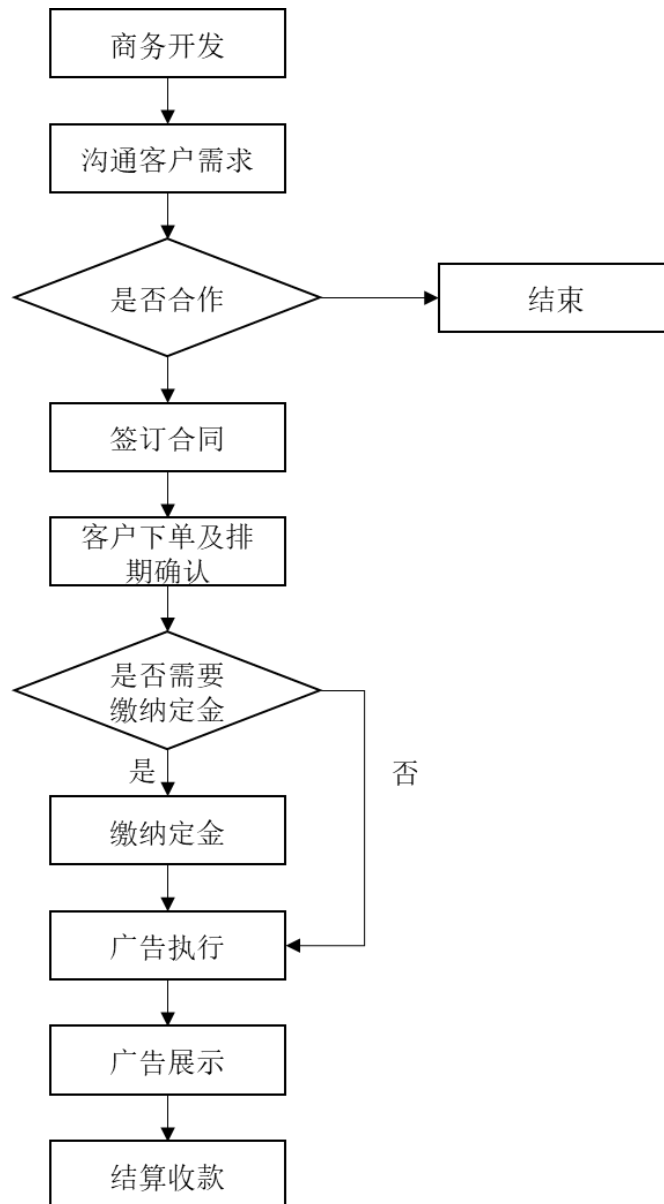 商务开发
沟通客户需求
是否合作
结束
签订合同
客户下单及排
期确认
是否需要
缴纳定金
是
否
缴纳定金
广告执行
广告展示
结算收款